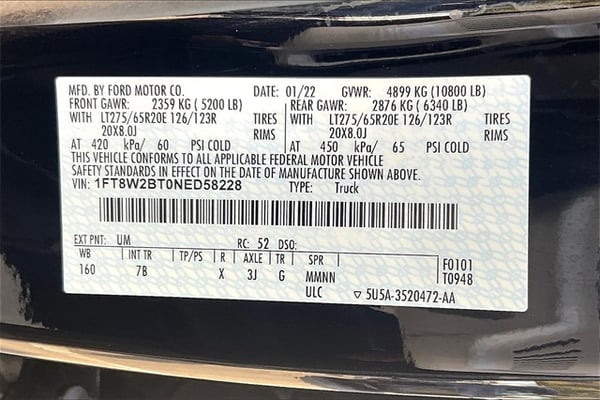 MFD. BY FORD MOTOR CO. DATE: 01/22 GVWR: 4899 KG (10800 LB)
FRONT GAWR: 2359 KG (5200 LB) REAR GAWR: 2876 KG (6340 LB)
WITH LT275/65R20E 126/123R TIRES WITH LT275/65R20E 126/123R TIRES
20X8.0J RIMS 20X8.0J RIMS
AT 420 kPa/ 60 PSI COLD AT 450 kPa/ 65 PSI COLD
THIS VEHICLE CONFORMS TO ALL APPLICABLE FEDERAL MOTOR VEHICLE
SAFETY STANDARDS IN EFFECT ON THE DATE OF MANUFACTURE SHOWN ABOVE.
VIN: 1FT8W2BT0NED58228 TYPE: Truck
EXT PNT: UM RC: 52 DSO:
WB INT TR TP/PS R AXLE TR SPR F0101
160 7B X 3J G MMNN T0948
ULC ▽ 5U5A-3520472-AA